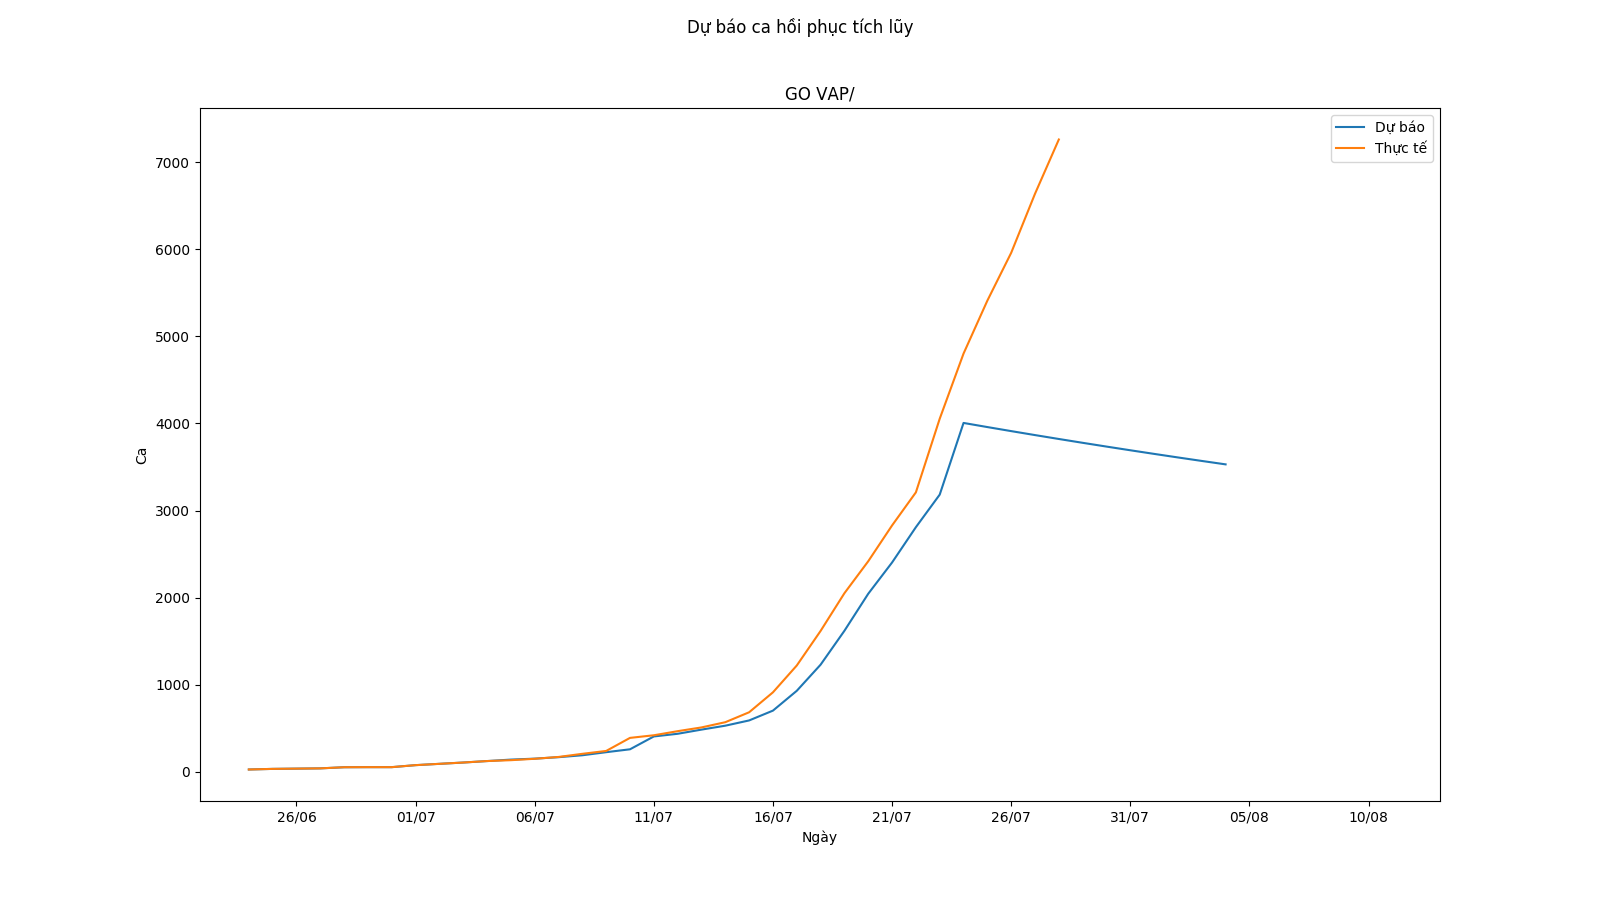 Dự báo ca hồi phục tích lũy
GO VAP/
Dự báo
Thực tế
7000
6000
5000
4000
3000
2000
1000
0
Ca
26/06 01/07 06/07 11/07 16/07 21/07 26/07 31/07 05/08 10/08
Ngày